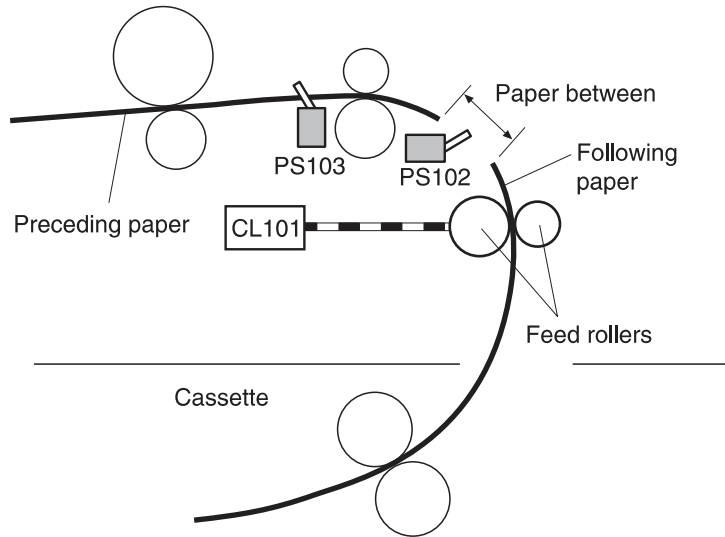 Paper between
PS103
PS102
Following
paper
Preceding paper
CL101
Feed rollers
Cassette